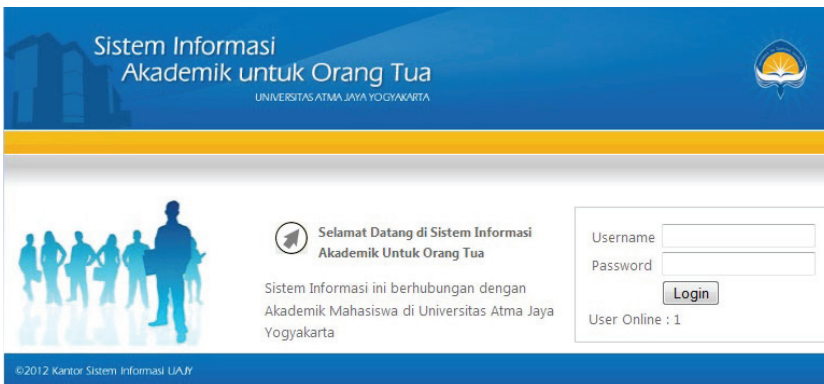 Sistem Informasi
Akademik untuk Orang Tua
UNIVERSITAS ATMA JAYA YOGYAKARTA
Selamat Datang di Sistem Informasi
Akademik Untuk Orang Tua
Sistem Informasi ini berhubungan dengan
Akademik Mahasiswa di Universitas Atma Jaya
Yogyakarta
Username
Password
Login
User Online : 1
©2012 Kantor Sistem Informasi UAJY